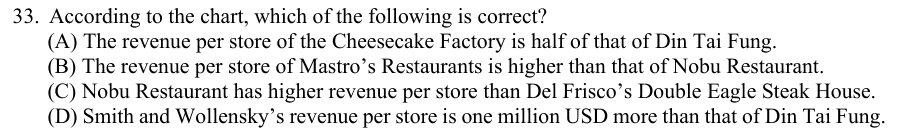 33. According to the chart, which of the following is correct?
(A) The revenue per store of the Cheesecake Factory is half of that of Din Tai Fung.
(B) The revenue per store of Mastro’s Restaurants is higher than that of Nobu Restaurant.
(C) Nobu Restaurant has higher revenue per store than Del Frisco’s Double Eagle Steak House.
(D) Smith and Wollensky’s revenue per store is one million USD more than that of Din Tai Fung.